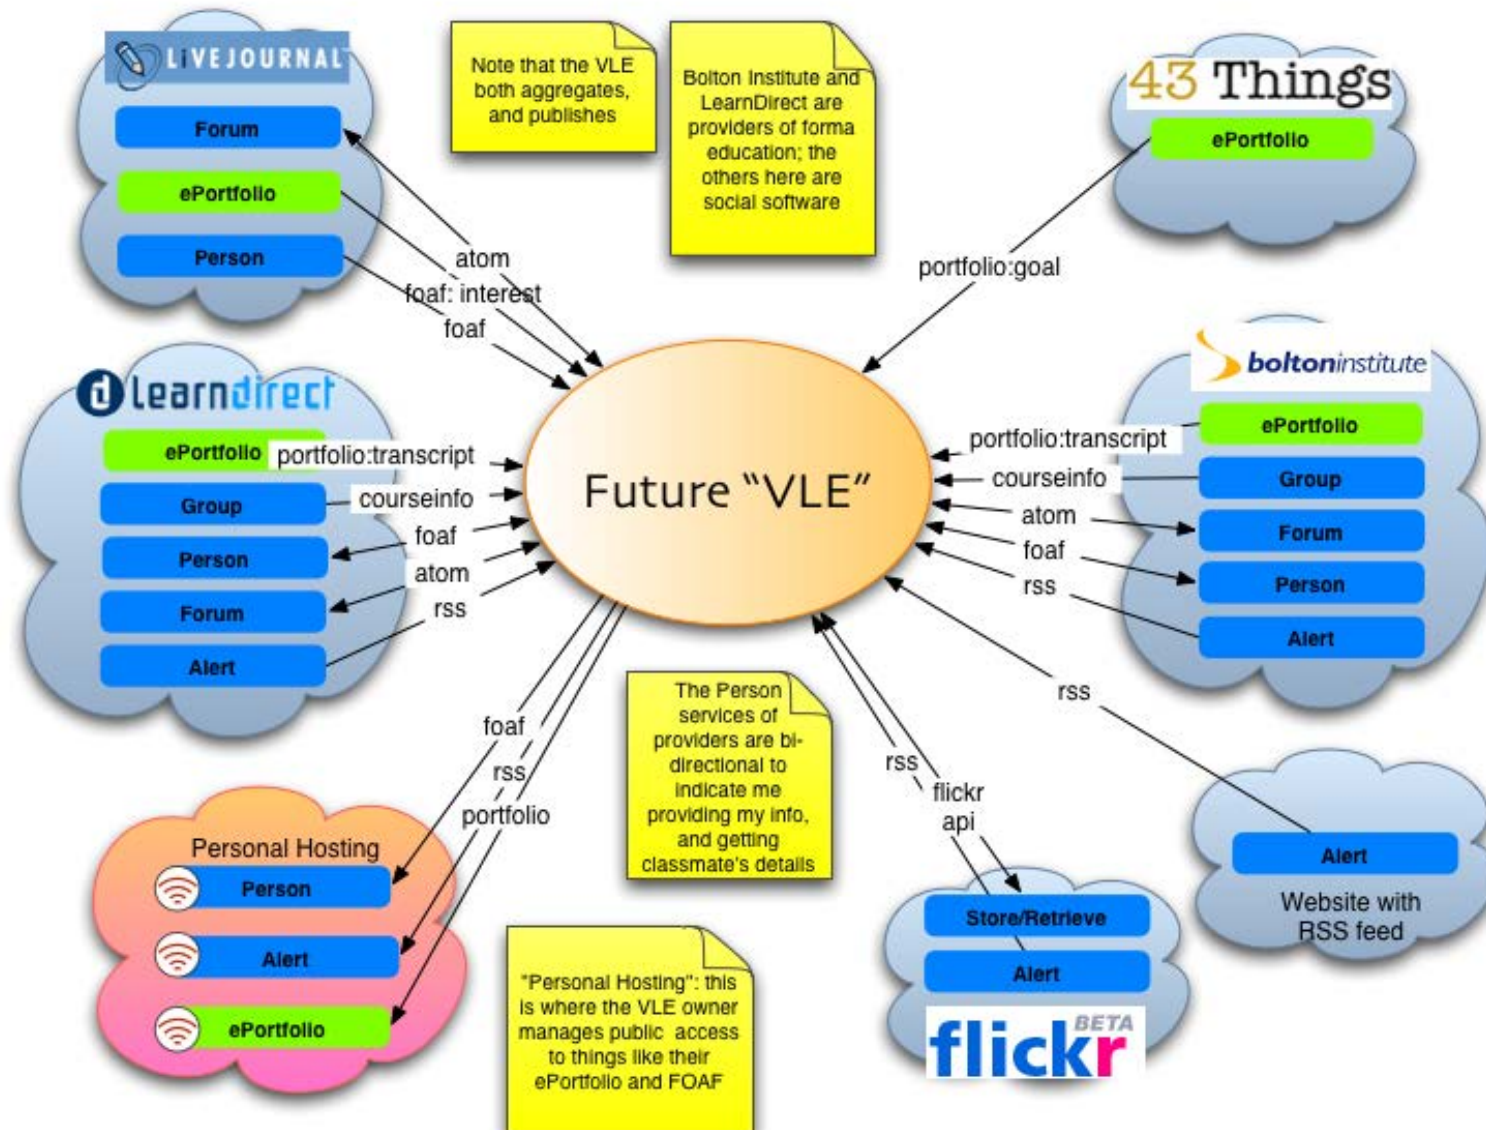 LiVEJOURNAL
Forum
ePortfolio
Person
atom
foaf: interest
foaf
Note that the VLE
both aggregates,
and publishes
Bolton Institute and
LearnDirect are
providers of forma
education; the
others here are
social software
43 Things
ePortfolio
portfolio:goal
learndirect
ePortfolio
Group
Person
Forum
Alert
portfolio:transcript
courseinfo
foaf
atom
rss
Future “VLE”
boltoninstitute
ePortfolio
Group
Forum
Person
Alert
portfolio:transcript
courseinfo
atom
foaf
rss
foaf
rss
portfolio
Personal Hosting
Person
Alert
ePortfolio
The Person
services of
providers are bi-
directional to
indicate me
providing my info,
and getting
classmate's details
"Personal Hosting": this
is where the VLE owner
manages public access
to things like their
ePortfolio and FOAF
rss
flickr
api
Store/Retrieve
Alert
flickr
BETA
rss
Alert
Website with
RSS feed